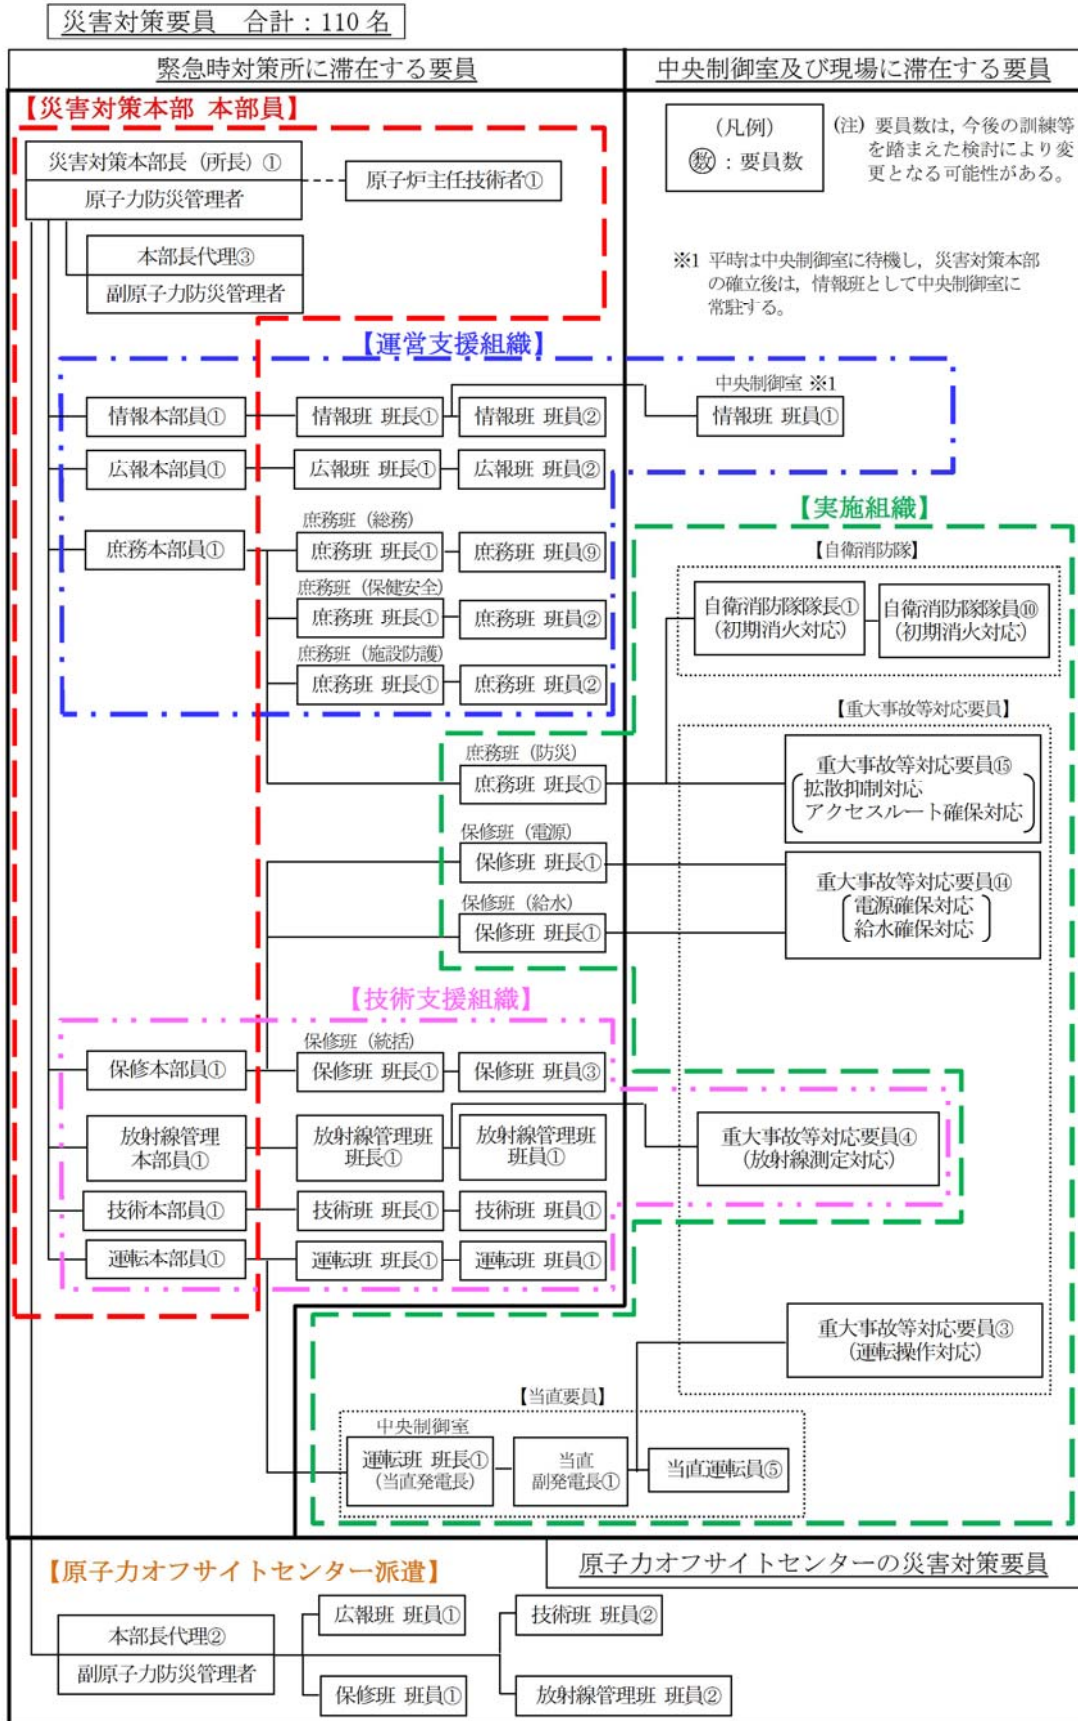 災害対策要員 合計：110 名
緊急時対策所に滞在する要員
中央制御室及び現場に滞在する要員
【災害対策本部 本部員】
災害対策本部長（所長）①
原子力防災管理者
原子炉主任技術者①
本部長代理③
副原子力防災管理者
（凡例）
数：要員数
（注）要員数は，今後の訓練等
を踏まえた検討により変
更となる可能性がある。
※1 平時は中央制御室に待機し，災害対策本部
の確立後は，情報班として中央制御室に
常駐する。
【運営支援組織】
情報本部員①
情報班 班長①
情報班 班員②
中央制御室 ※1
情報班 班員①
広報本部員①
広報班 班長①
広報班 班員②
庶務本部員①
庶務班（総務）
庶務班 班長①
庶務班 班員⑨
庶務班（保健安全）
庶務班 班長①
庶務班 班員②
庶務班（施設防護）
庶務班 班長①
庶務班 班員②
【実施組織】
【自衛消防隊】
自衛消防隊隊長①
（初期消火対応）
自衛消防隊隊員⑩
（初期消火対応）
【重大事故等対応要員】
庶務班（防災）
庶務班 班長①
重大事故等対応要員⑮
拡散抑制対応
アクセスルート確保対応
保修班（電源）
保修班 班長①
保修班（給水）
保修班 班長①
重大事故等対応要員⑭
電源確保対応
給水確保対応
【技術支援組織】
保修本部員①
保修班（統括）
保修班 班長①
保修班 班員③
放射線管理
本部員①
放射線管理班
班長①
放射線管理班
班員①
重大事故等対応要員④
（放射線測定対応）
技術本部員①
技術班 班長①
技術班 班員①
運転本部員①
運転班 班長①
運転班 班員①
重大事故等対応要員③
（運転操作対応）
【当直要員】
中央制御室
運転班 班長①
（当直発電長）
当直
副発電長①
当直運転員⑤
【原子力オフサイトセンター派遣】
原子力オフサイトセンターの災害対策要員
本部長代理②
副原子力防災管理者
広報班 班員①
技術班 班員②
保修班 班員①
放射線管理班 班員②